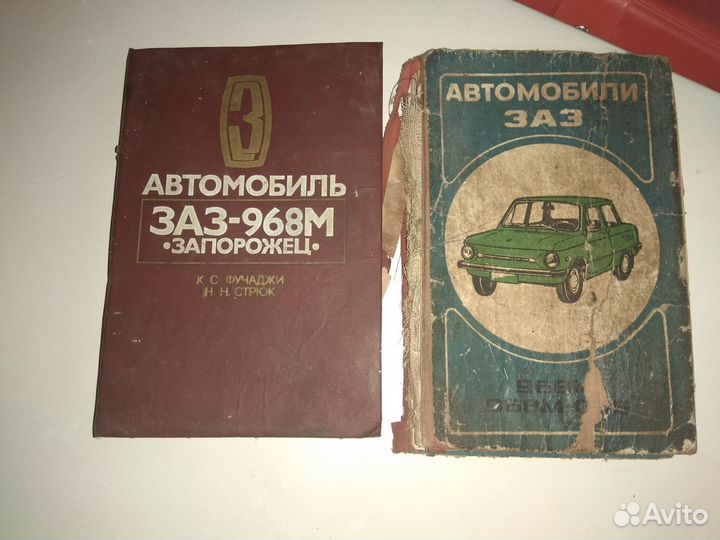 З
АВТОМОБИЛЬ
ЗАЗ-968М
•ЗАПОРОЖЕЦ•
К. С. ФУЧАДЖИ
Н. Н. СТРЮК
АВТОМОБИЛИ
ЗАЗ
Avito